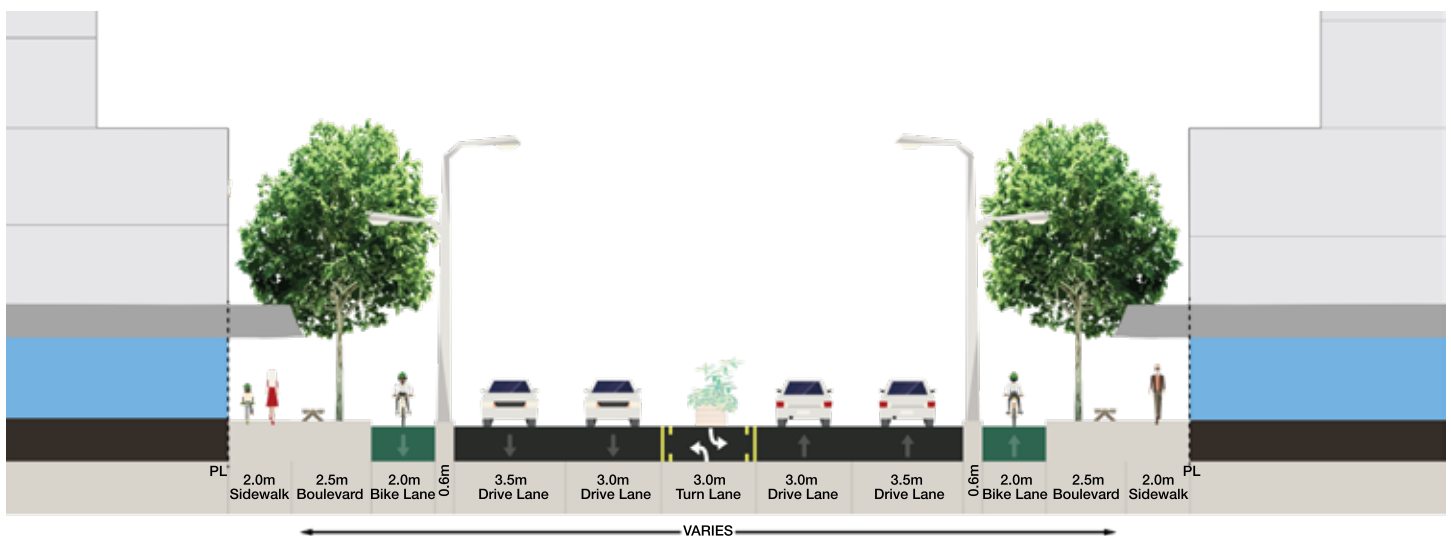 PL
2.0m
Sidewalk
2.5m
Boulevard
2.0m
Bike Lane
0.6m
3.5m
Drive Lane
3.0m
Drive Lane
3.0m
Turn Lane
3.0m
Drive Lane
3.5m
Drive Lane
0.6m
2.0m
Bike Lane
2.5m
Boulevard
2.0m
Sidewalk
PL
VARIES